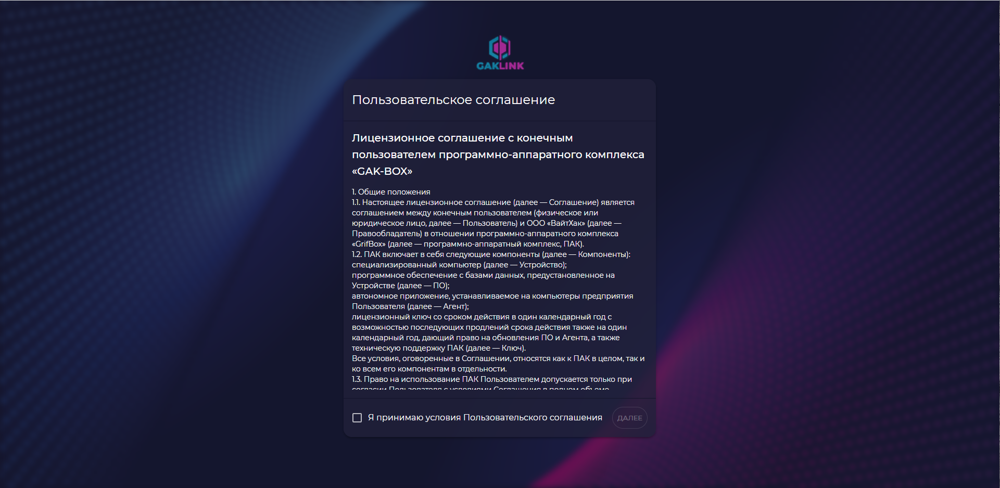 GAKLINK
Пользовательское соглашение
Лицензионное соглашение с конечным
пользователем программно-аппаратного комплекса
«GAK-BOX»
1. Общие положения
1.1. Настоящее лицензионное соглашение (далее — Соглашение) является
соглашением между конечным пользователем (физическое или
юридическое лицо, далее — Пользователь) и ООО «ВайтХак» (далее —
Правообладатель) в отношении программно-аппаратного комплекса
«GrifBox» (далее — программно-аппаратный комплекс, ПАК).
1.2. ПАК включает в себя следующие компоненты (далее — Компоненты):
специализированный компьютер (далее — Устройство);
программное обеспечение с базами данных, предустановленное на
Устройстве (далее — ПО);
автономное приложение, устанавливаемое на компьютеры предприятия
Пользователя (далее — Агент);
лицензионный ключ со сроком действия в один календарный год с
возможностью последующих продлений срока действия также на один
календарный год, дающий право на обновления ПО и Агента, а также
техническую поддержку ПАК (далее — Ключ).
Все условия, оговоренные в Соглашении, относятся как к ПАК в целом, так и
ко всем его компонентам в отдельности.
1.3. Право на использование ПАК Пользователем допускается только при
согласии Пользователя с условиями Соглашения в полном объеме.
Я принимаю условия Пользовательского соглашения
ДАЛЕЕ